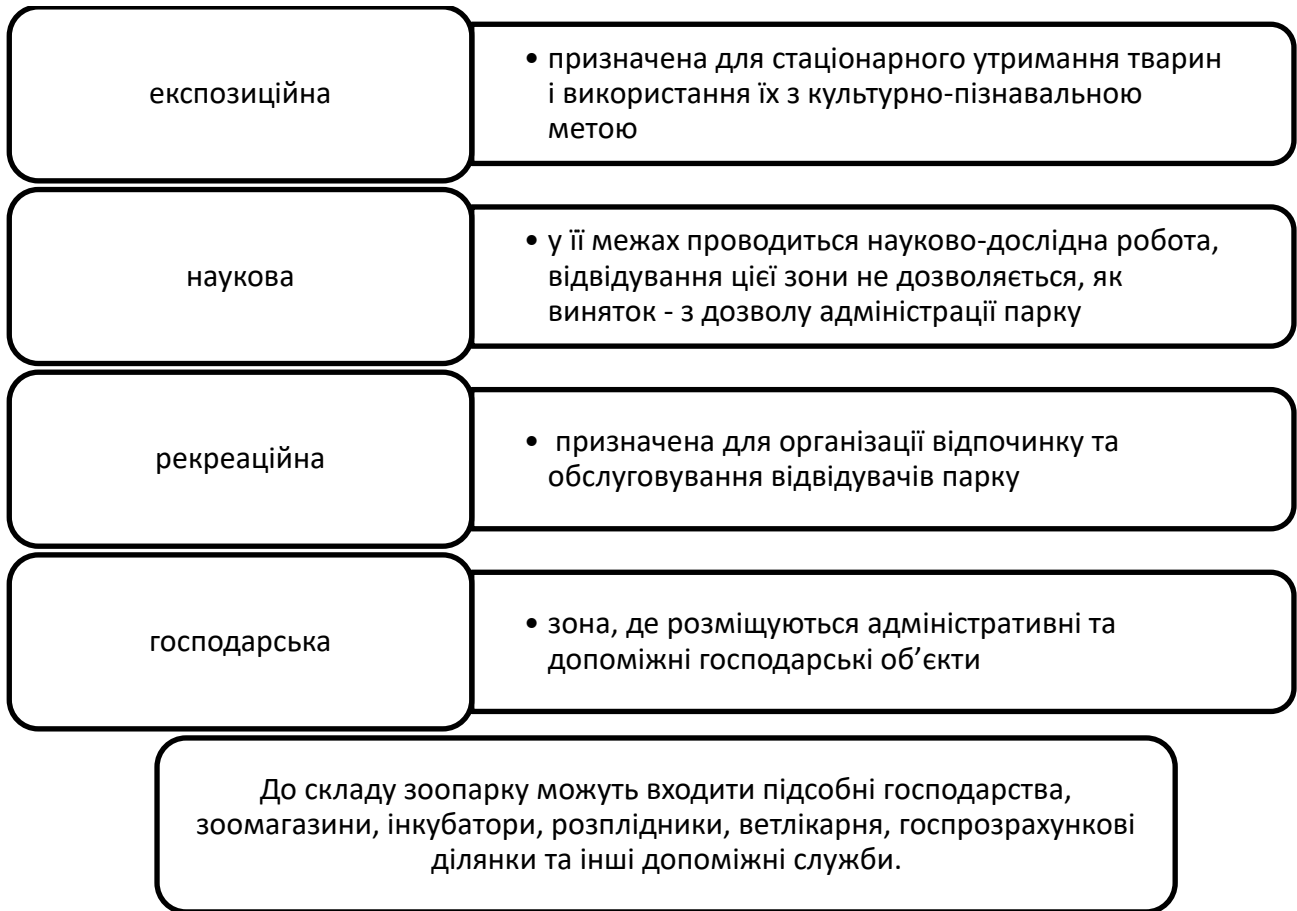 експозиційна
• призначена для стаціонарного утримання тварин
і використання їх з культурно-пізнавальною
метою
наукова
• у її межах проводиться науково-дослідна робота,
відвідування цієї зони не дозволяється, як
виняток - з дозволу адміністрації парку
рекреаційна
• призначена для організації відпочинку та
обслуговування відвідувачів парку
господарська
• зона, де розміщуються адміністративні та
допоміжні господарські об’єкти
До складу зоопарку можуть входити підсобні господарства,
зоомагазини, інкубатори, розплідники, ветлікарня, госпрозрахункові
ділянки та інші допоміжні служби.